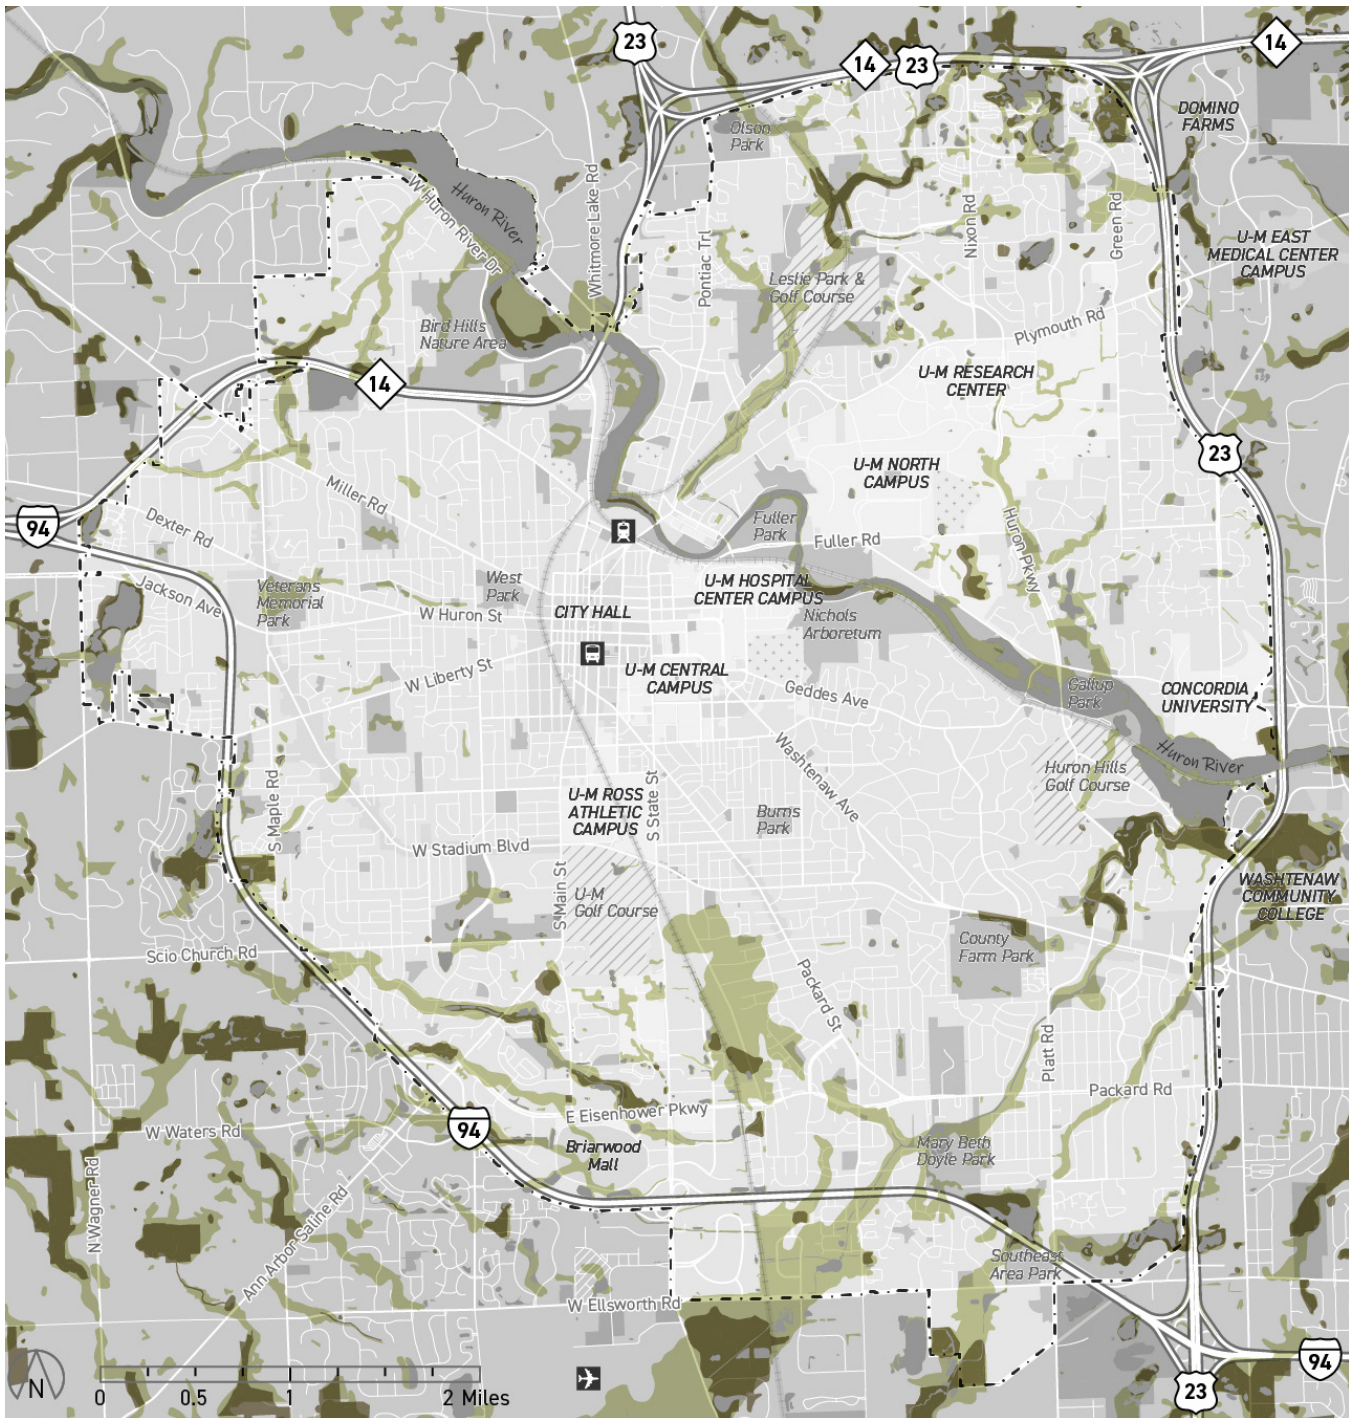 23
14
14
23
DOMINO
FARMS
Olson
Park
Huron River
W Huron River Dr
Whitmore Lake Rd
Pontiac Trl
Nixon Rd
Green Rd
U-M EAST
MEDICAL CENTER
CAMPUS
Leslie Park &
Golf Course
Bird Hills
Nature Area
Plymouth Rd
14
U-M RESEARCH
CENTER
23
U-M NORTH
CAMPUS
Miller Rd
94
Dexter Rd
Fuller
Park
Fuller Rd
Huron Pkwy
Jackson Ave
Veterans
Memorial
Park
West
Park
W Huron St
CITY HALL
U-M HOSPITAL
CENTER CAMPUS
Nichols
Arboretum
W Liberty St
U-M CENTRAL
CAMPUS
Geddes Ave
Gallup
Park
CONCORDIA
UNIVERSITY
Washtenaw Ave
Huron River
Huron Hills
Golf Course
S Maple Rd
U-M ROSS
ATHLETIC
CAMPUS
S State St
Burns
Park
W Stadium Blvd
S Main St
U-M
Golf Course
WASHTENAW
COMMUNITY
COLLEGE
Scio Church Rd
County
Farm Park
Packard St
Platt Rd
Packard Rd
E Eisenhower Pkwy
94
W Waters Rd
Briarwood
Mall
Mary Beth
Doyle Park
N Wagner Rd
Ann Arbor Saline Rd
Southeast
Area Park
W Ellsworth Rd
N
0
0.5
1
2 Miles
94
23